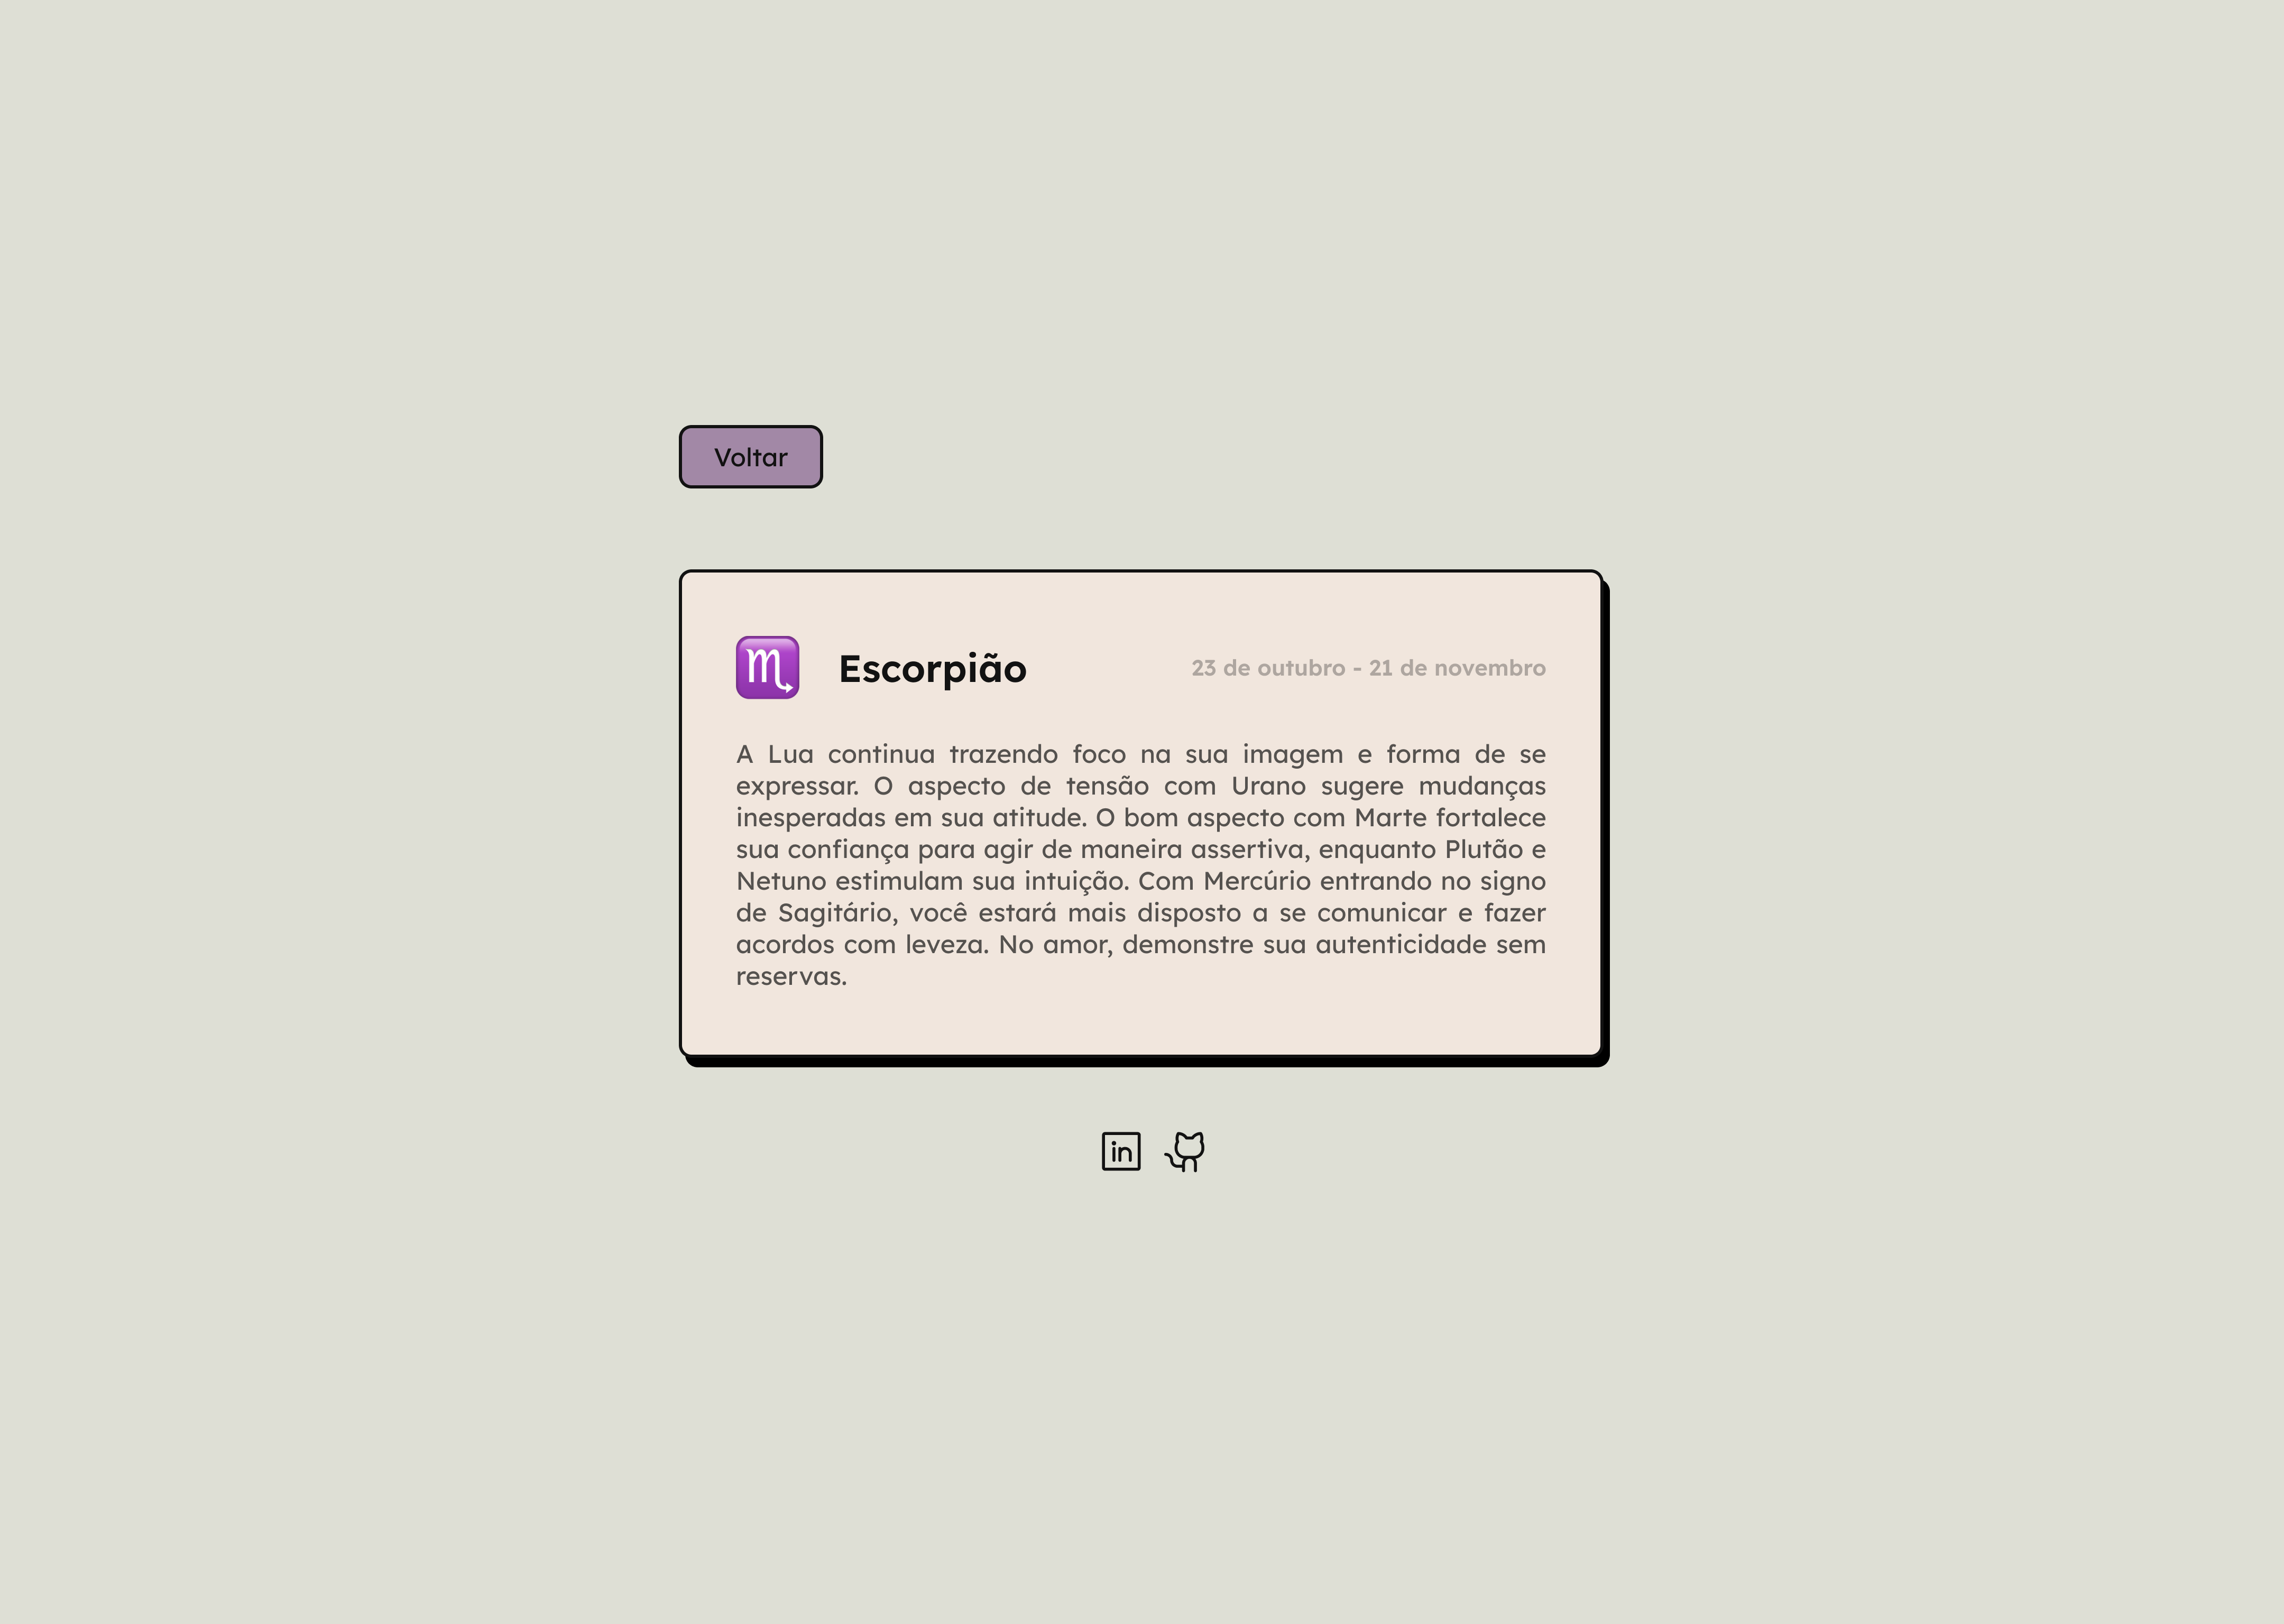 Voltar
Escorpião
23 de outubro - 21 de novembro
A Lua continua trazendo foco na sua imagem e forma de se
expressar. O aspecto de tensão com Urano sugere mudanças
inesperadas em sua atitude. O bom aspecto com Marte fortalece
sua confiança para agir de maneira assertiva, enquanto Plutão e
Netuno estimulam sua intuição. Com Mercúrio entrando no signo
de Sagitário, você estará mais disposto a se comunicar e fazer
acordos com leveza. No amor, demonstre sua autenticidade sem
reservas.
in